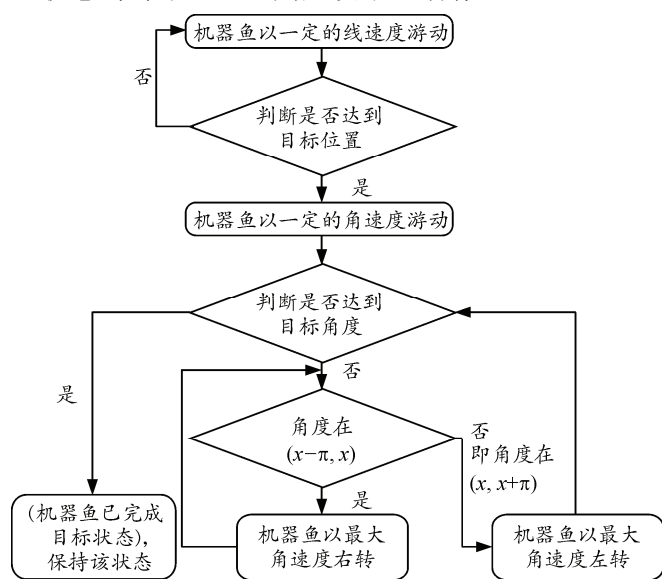 机器鱼以一定的线速度游动
否
判断是否达到
目标位置
是
机器鱼以一定的角速度游动
判断是否达到
目标角度
否
是
角度在
(x−π, x)
否
即角度在
(x, x+π)
是
(机器鱼已完成
目标状态),
保持该状态
机器鱼以最大
角速度右转
机器鱼以最大
角速度左转